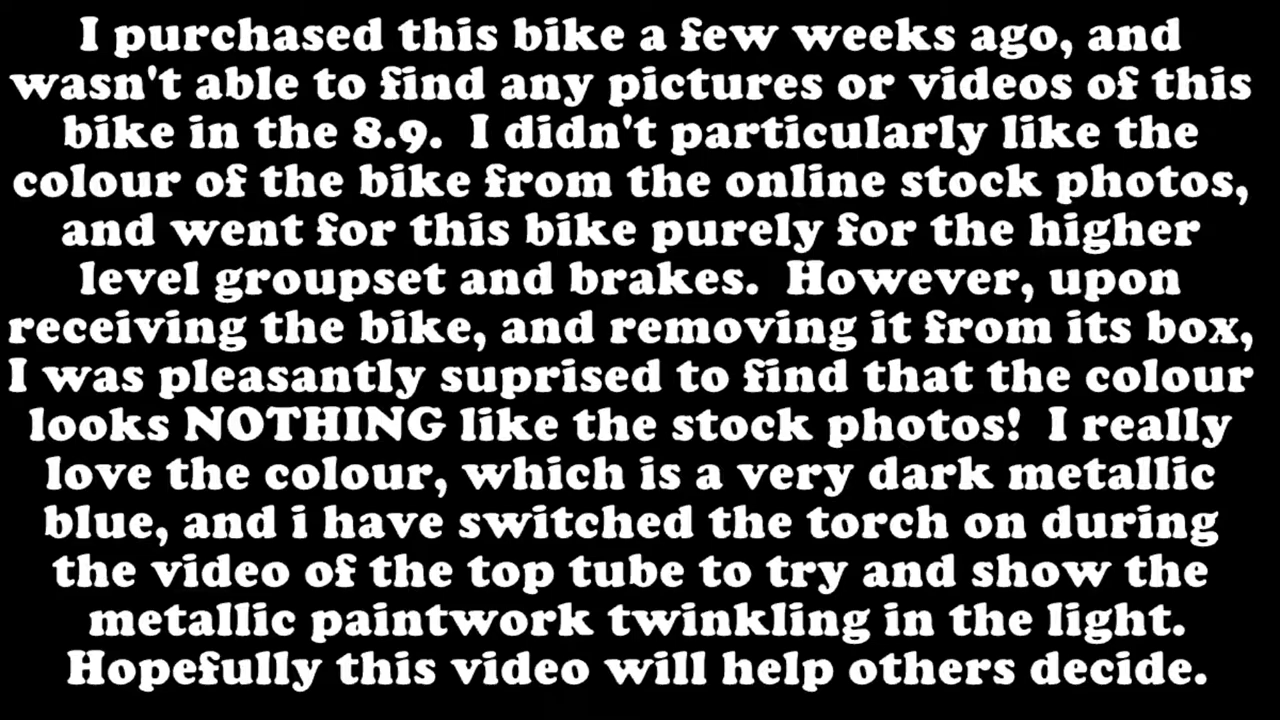 I purchased this bike a few weeks ago, and
wasn't able to find any pictures or videos of this
bike in the 8.9.  I didn't particularly like the
colour of the bike from the online stock photos,
and went for this bike purely for the higher
level groupset and brakes.  However, upon
receiving the bike, and removing it from its box,
I was pleasantly suprised to find that the colour
looks NOTHING like the stock photos!  I really
love the colour, which is a very dark metallic
blue, and i have switched the torch on during
the video of the top tube to try and show the
metallic paintwork twinkling in the light.
Hopefully this video will help others decide.